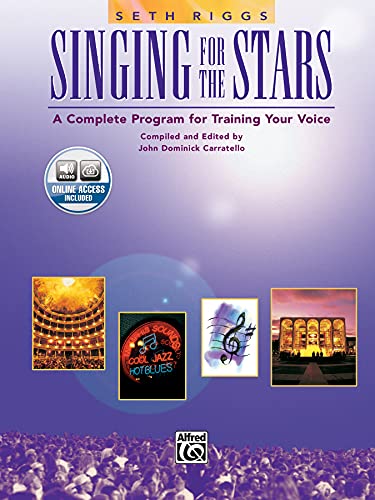 SETH RIGGS
SINGING FOR THE STARS
A Complete Program for Training Your Voice
Compiled and Edited by
John Dominick Carratello
AUDIO
ONLINE ACCESS
INCLUDED
COOL JAZZ
HOT BLUES
Alfred